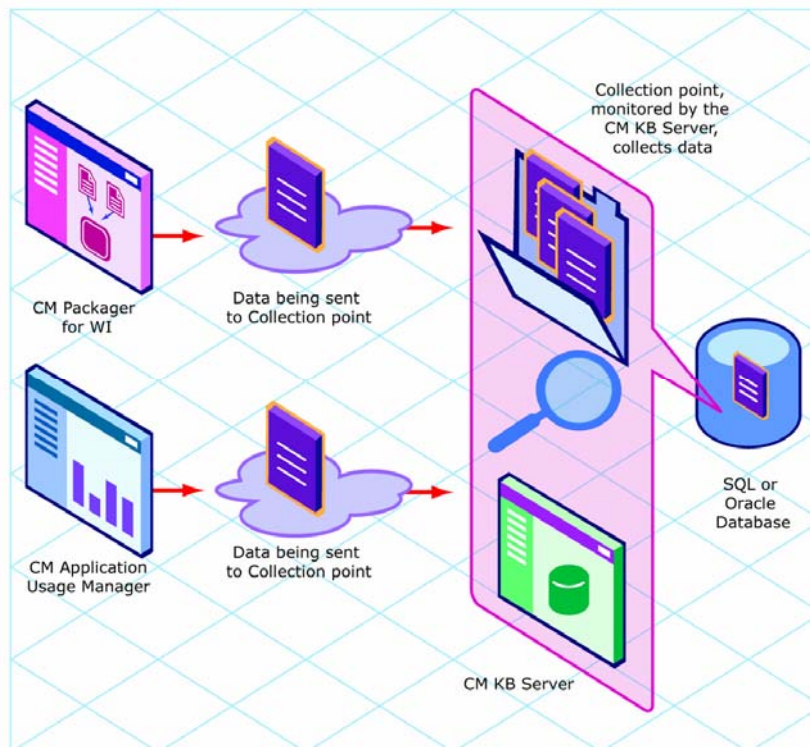 Collection point,
monitored by the
CM KB Server,
collects data
CM Packager
for WI
Data being sent
to Collection point
CM Application
Usage Manager
Data being sent
to Collection point
CM KB Server
SQL or
Oracle
Database